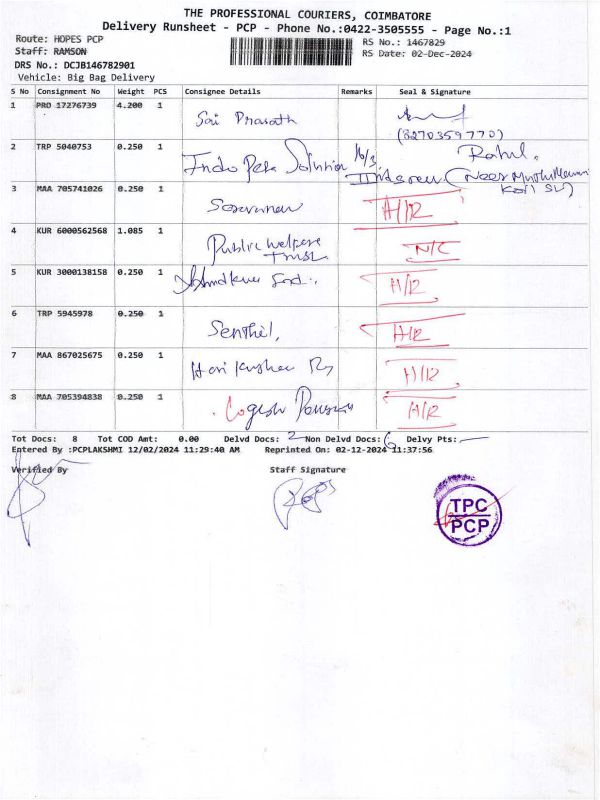 THE PROFESSIONAL COURIERS, COIMBATORE
Delivery Runsheet - PCP - Phone No.:0422-3505555 - Page No.:1
Route: HOPES PCP RS No.: 1467829
Staff: RAMSON RS Date: 02-Dec-2024
DRS No.: DCJB146782901
Vehicle: Big Bag Delivery
S No Consignment No Weight PCS Consignee Details Remarks Seal & Signature
1 PRO 17276739 4.200 1 Sai Prasath
(8270359770)
2 TRP 5040753 0.250 1 Indo Pek Solution 16/3 Rahul.
3 MAA 705741026 0.250 1 Saravanan H/R
4 KUR 6000562568 1.085 1 Public welfare Trust N/C
5 KUR 3000138158 0.250 1 H/R
6 TRP 5945978 0.250 1 Senthil, H/R
7 MAA 867025675 0.250 1 Hari H/R
8 MAA 705394838 0.250 1 A/R
Tot Docs: 8 Tot COD Amt: 0.00 Delvd Docs: 2 Non Delvd Docs: 6 Delvy Pts:
Entered By :PCPLAKSHMI 12/02/2024 11:29:40 AM Reprinted On: 02-12-2024 11:37:56
Verified By Staff Signature
TPC
PCP